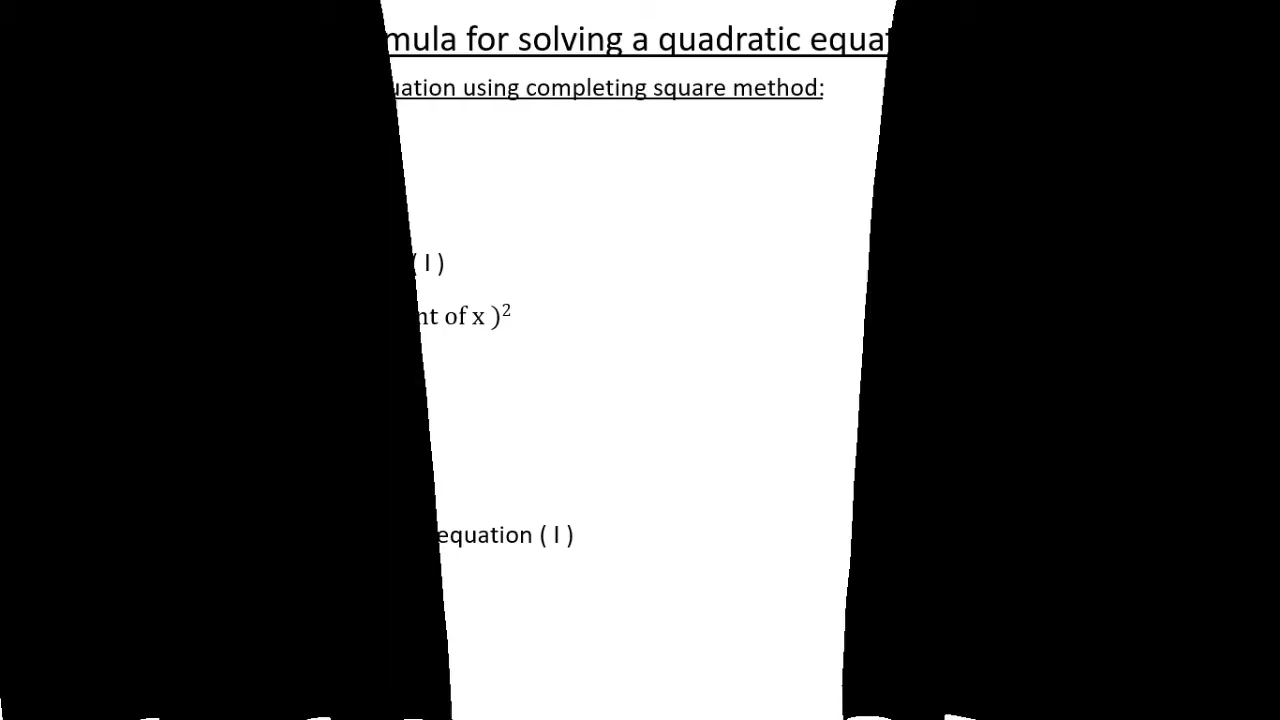 mula for solving a quadratic equat
uation using completing square method:
( I )
nt of x )²
equation ( I )